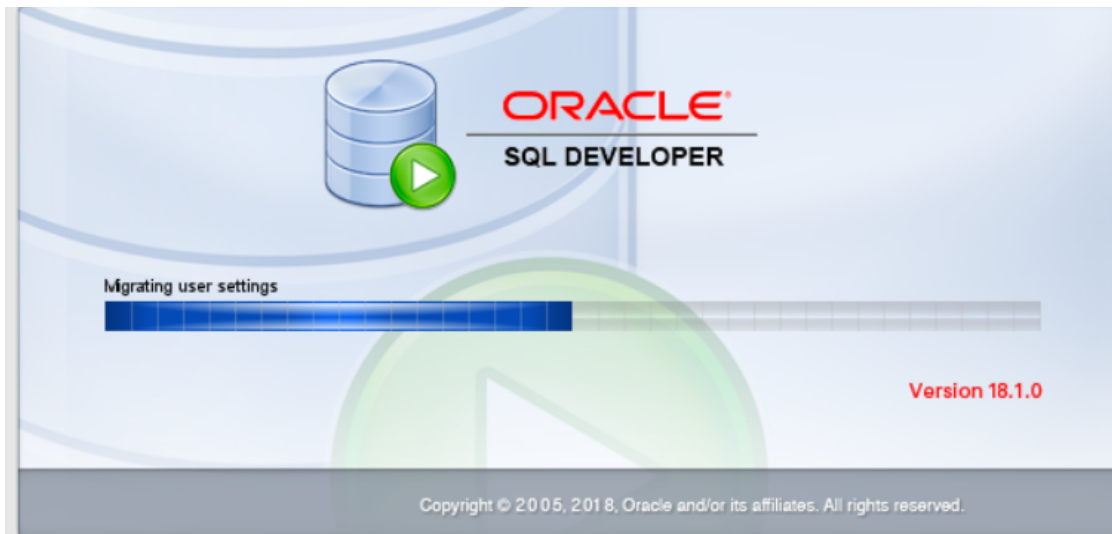 ORACLE®
SQL DEVELOPER
Migrating user settings
Version 18.1.0
Copyright © 2005, 2018, Oracle and/or its affiliates. All rights reserved.